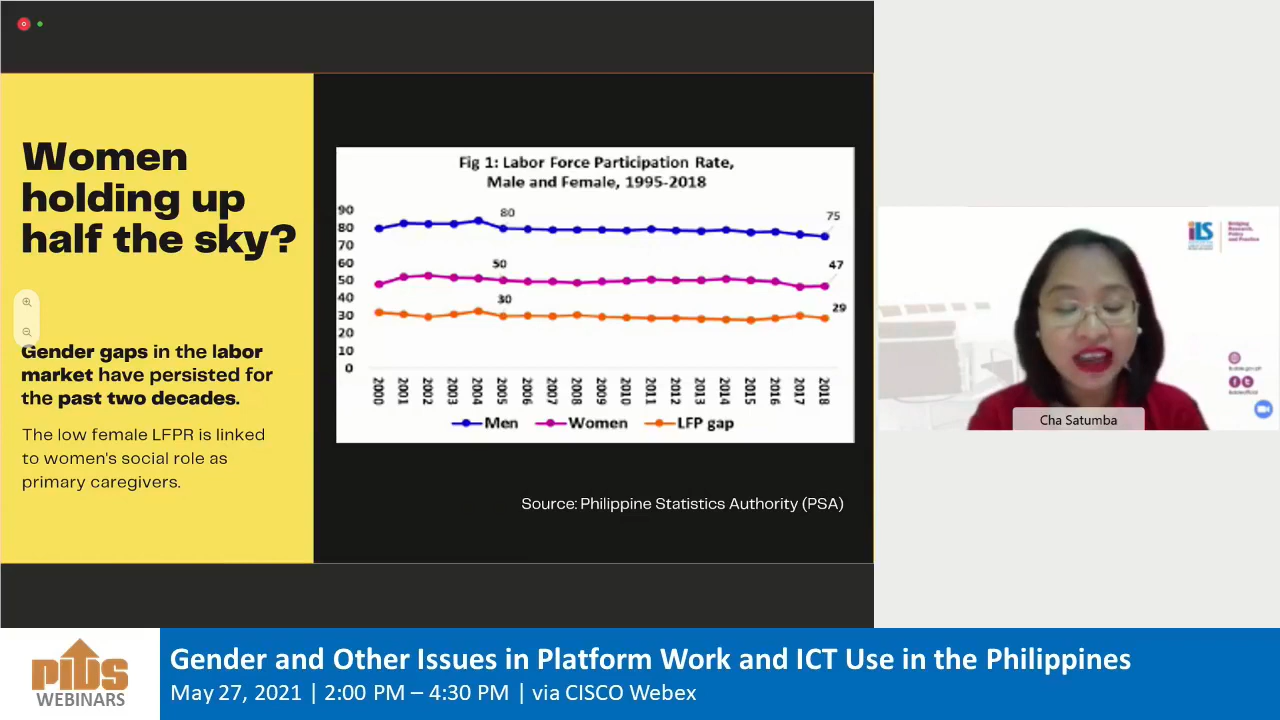 Women
holding up
half the sky?
Gender gaps in the labor
market have persisted for
the past two decades.
The low female LFPR is linked
to women's social role as
primary caregivers.
Fig 1: Labor Force Participation Rate,
Male and Female, 1995-2018
90
80
70
60
50
40
30
20
10
0
80
75
50
47
30
29
2000 2001 2002 2003 2004 2005 2006 2007 2008 2009 2010 2011 2012 2013 2014 2015 2016 2017 2018
Men Women LFP gap
Source: Philippine Statistics Authority (PSA)
iLS
Bridging
Research,
Policy
and Practice
Cha Satumba
PIDS
WEBINARS
Gender and Other Issues in Platform Work and ICT Use in the Philippines
May 27, 2021 | 2:00 PM – 4:30 PM | via CISCO Webex